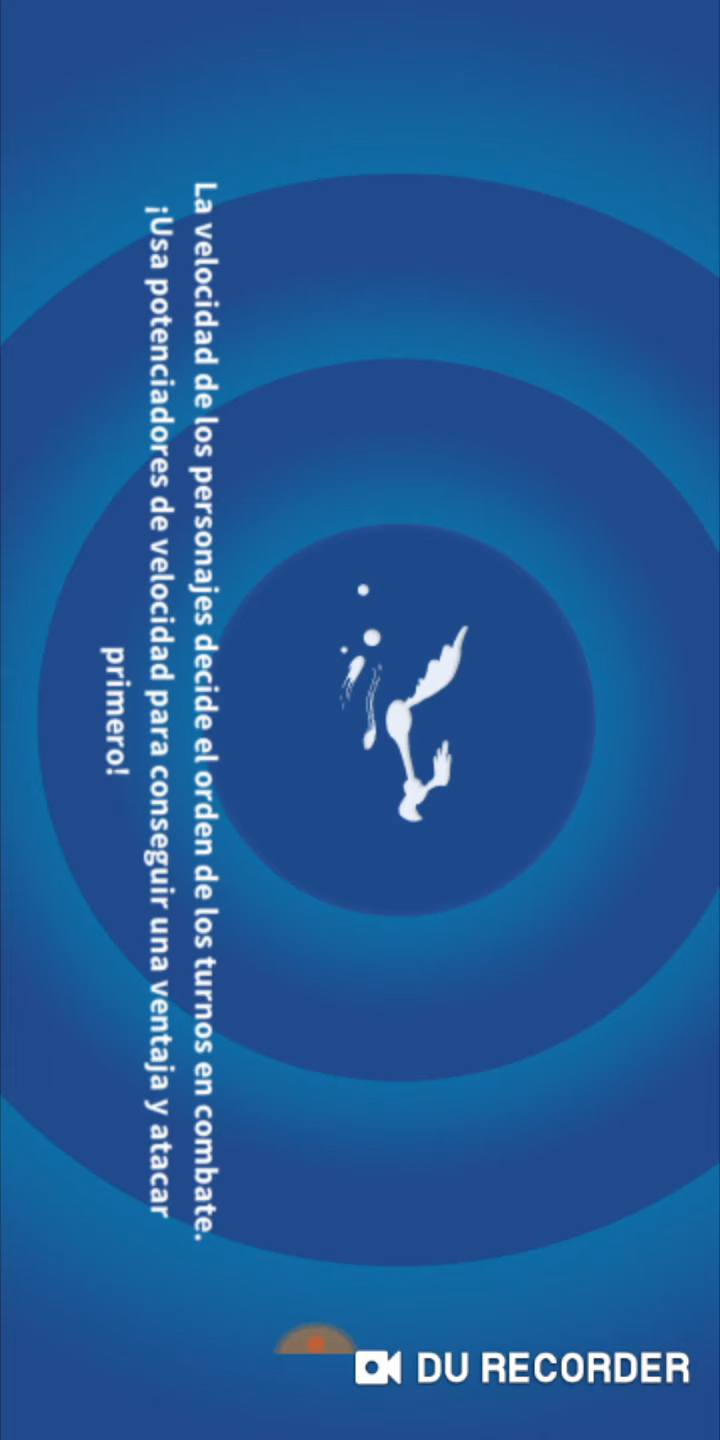 La velocidad de los personajes decide el orden de los turnos en combate.
¡Usa potenciadores de velocidad para conseguir una ventaja y atacar
primero!
DU RECORDER